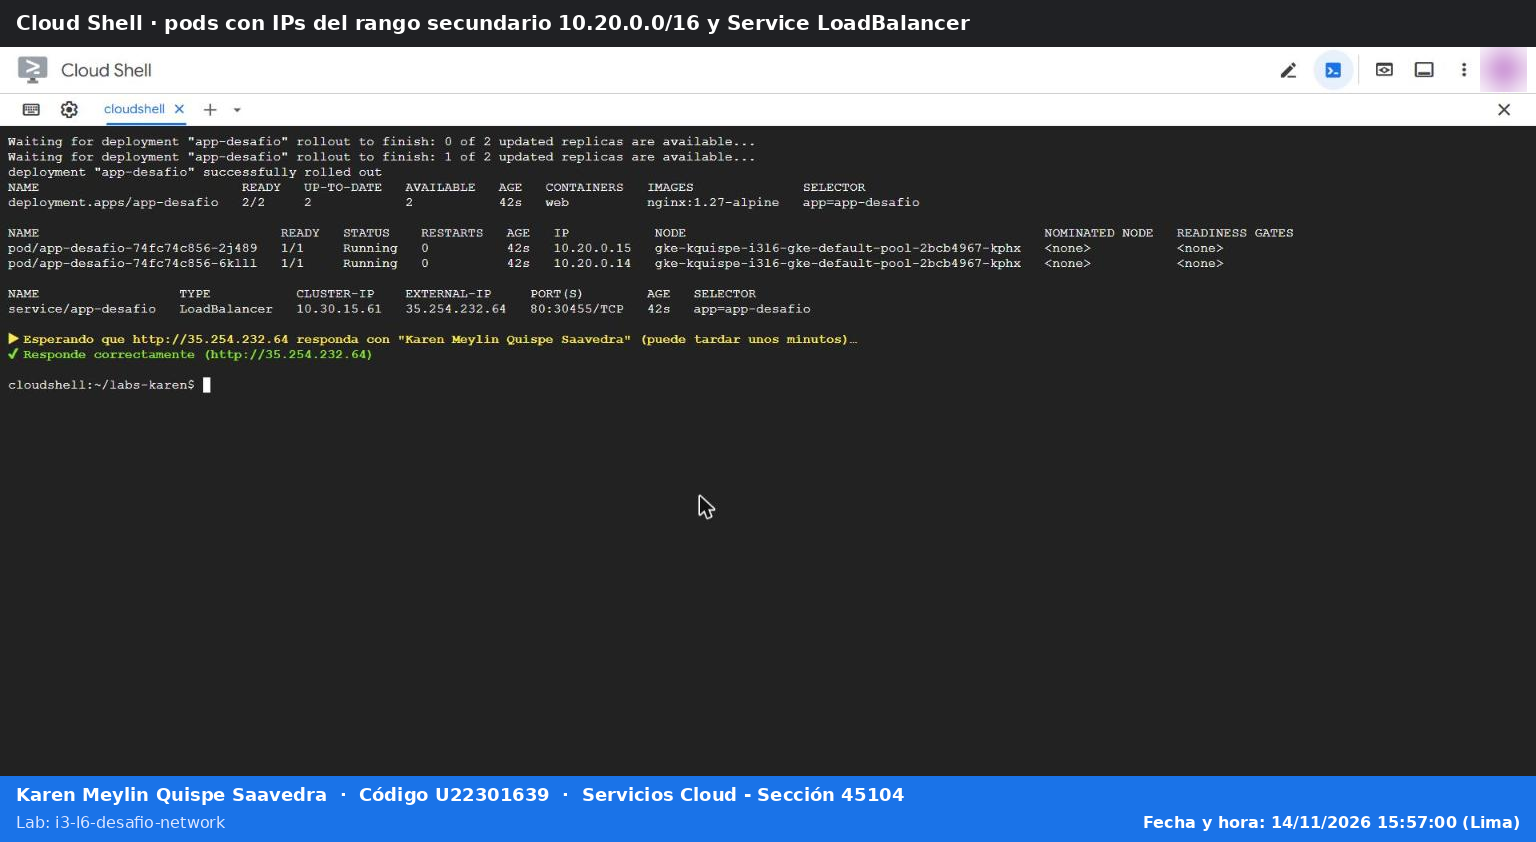 Cloud Shell · pods con IPs del rango secundario 10.20.0.0/16 y Service LoadBalancer
Cloud Shell
cloudshell
Waiting for deployment "app-desafio" rollout to finish: 0 of 2 updated replicas are available...
Waiting for deployment "app-desafio" rollout to finish: 1 of 2 updated replicas are available...
deployment "app-desafio" successfully rolled out
NAME READY UP-TO-DATE AVAILABLE AGE CONTAINERS IMAGES SELECTOR
deployment.apps/app-desafio 2/2 2 2 42s web nginx:1.27-alpine app=app-desafio
NAME READY STATUS RESTARTS AGE IP NODE NOMINATED NODE READINESS GATES
pod/app-desafio-74fc74c856-2j489 1/1 Running 0 42s 10.20.0.15 gke-kquispe-i3l6-gke-default-pool-2bcb4967-kphx <none> <none>
pod/app-desafio-74fc74c856-6klll 1/1 Running 0 42s 10.20.0.14 gke-kquispe-i3l6-gke-default-pool-2bcb4967-kphx <none> <none>
NAME TYPE CLUSTER-IP EXTERNAL-IP PORT(S) AGE SELECTOR
service/app-desafio LoadBalancer 10.30.15.61 35.254.232.64 80:30455/TCP 42s app=app-desafio
▶ Esperando que http://35.254.232.64 responda con "Karen Meylin Quispe Saavedra" (puede tardar unos minutos)…
✔ Responde correctamente (http://35.254.232.64)
cloudshell:~/labs-karen$
Karen Meylin Quispe Saavedra · Código U22301639 · Servicios Cloud - Sección 45104
Lab: i3-l6-desafio-network
Fecha y hora: 14/11/2026 15:57:00 (Lima)